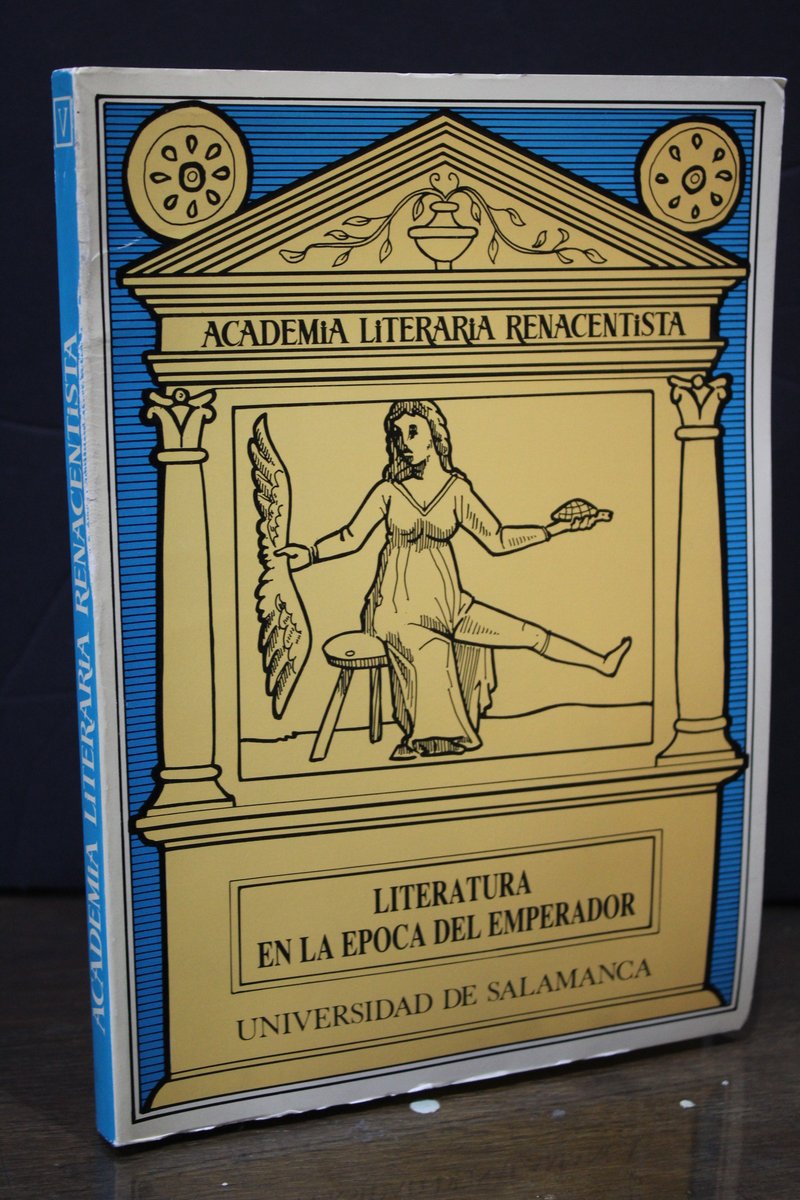 V
ACADEMIA LITERARIA RENACENTISTA
ACADEMIA LITERARIA RENACENTISTA
LITERATURA
EN LA EPOCA DEL EMPERADOR
UNIVERSIDAD DE SALAMANCA